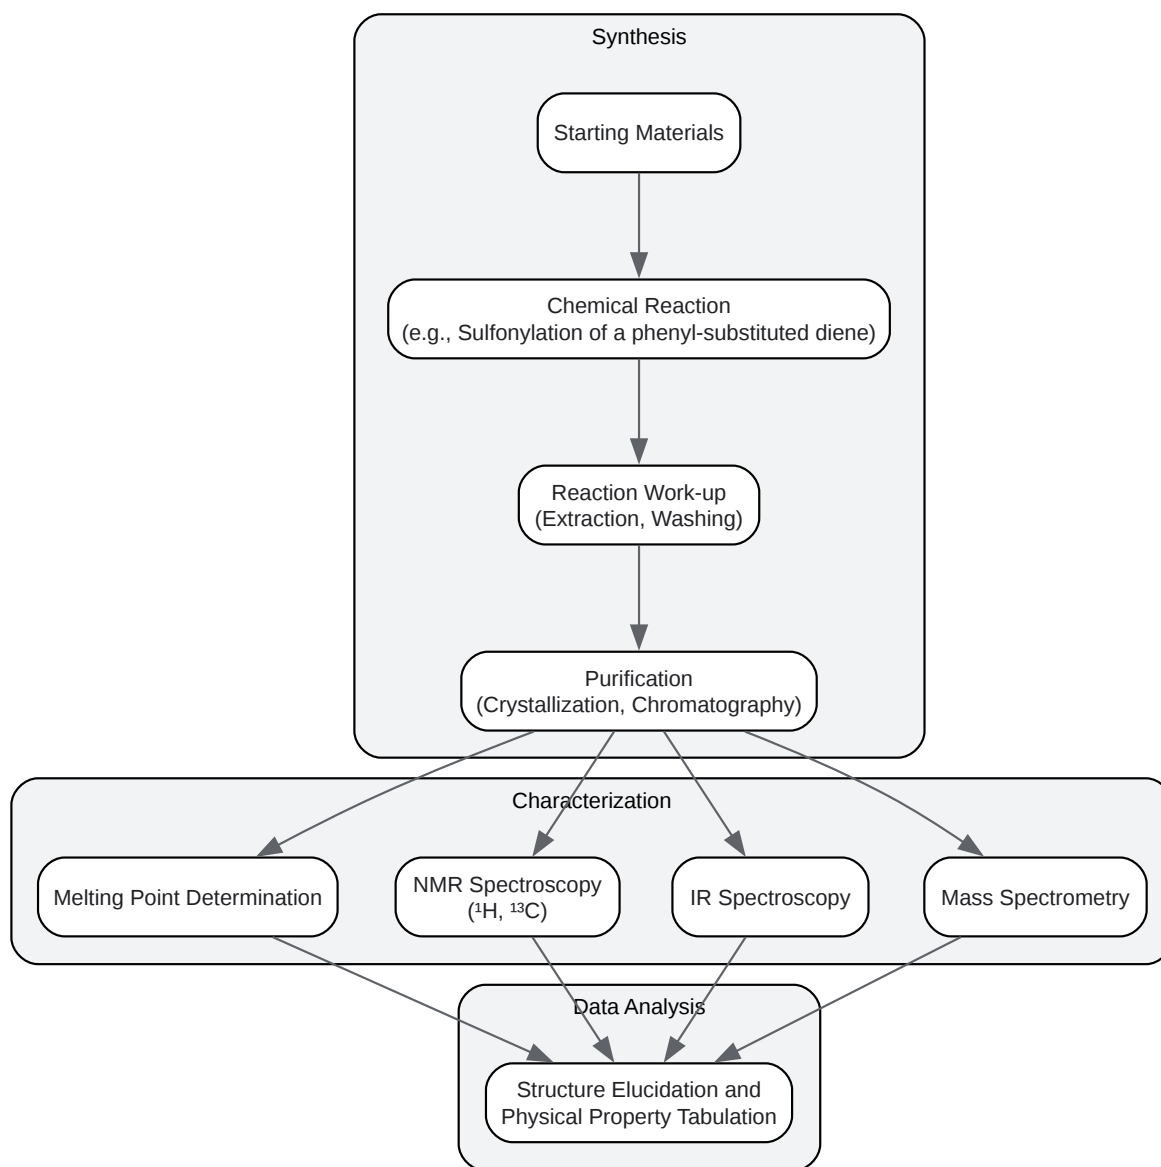 Synthesis
Starting Materials
Chemical Reaction
(e.g., Sulfonylation of a phenyl-substituted diene)
Reaction Work-up
(Extraction, Washing)
Purification
(Crystallization, Chromatography)
Characterization
Melting Point Determination
NMR Spectroscopy
(¹H, ¹³C)
IR Spectroscopy
Mass Spectrometry
Data Analysis
Structure Elucidation and
Physical Property Tabulation